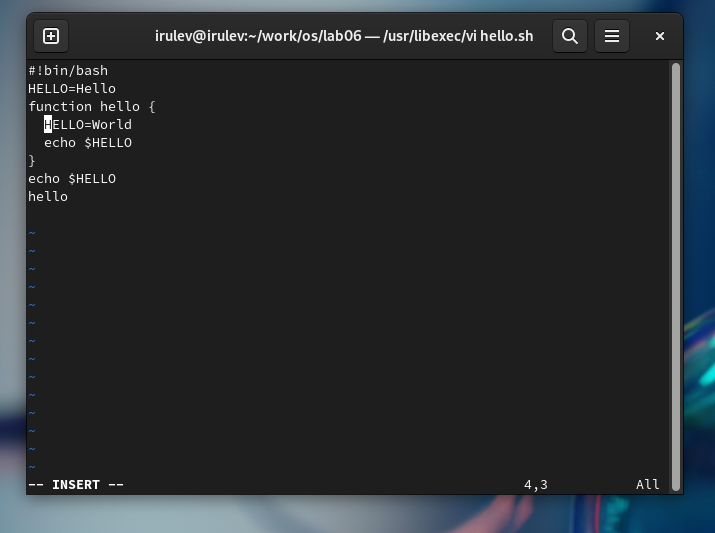 irulev@irulev:~/work/os/lab06 — /usr/libexec/vi hello.sh
#!bin/bash
HELLO=Hello
function hello {
  HELLO=World
  echo $HELLO
}
echo $HELLO
hello
~
~
~
~
~
~
~
~
~
~
~
~
~
~
-- INSERT -- 4,3 All